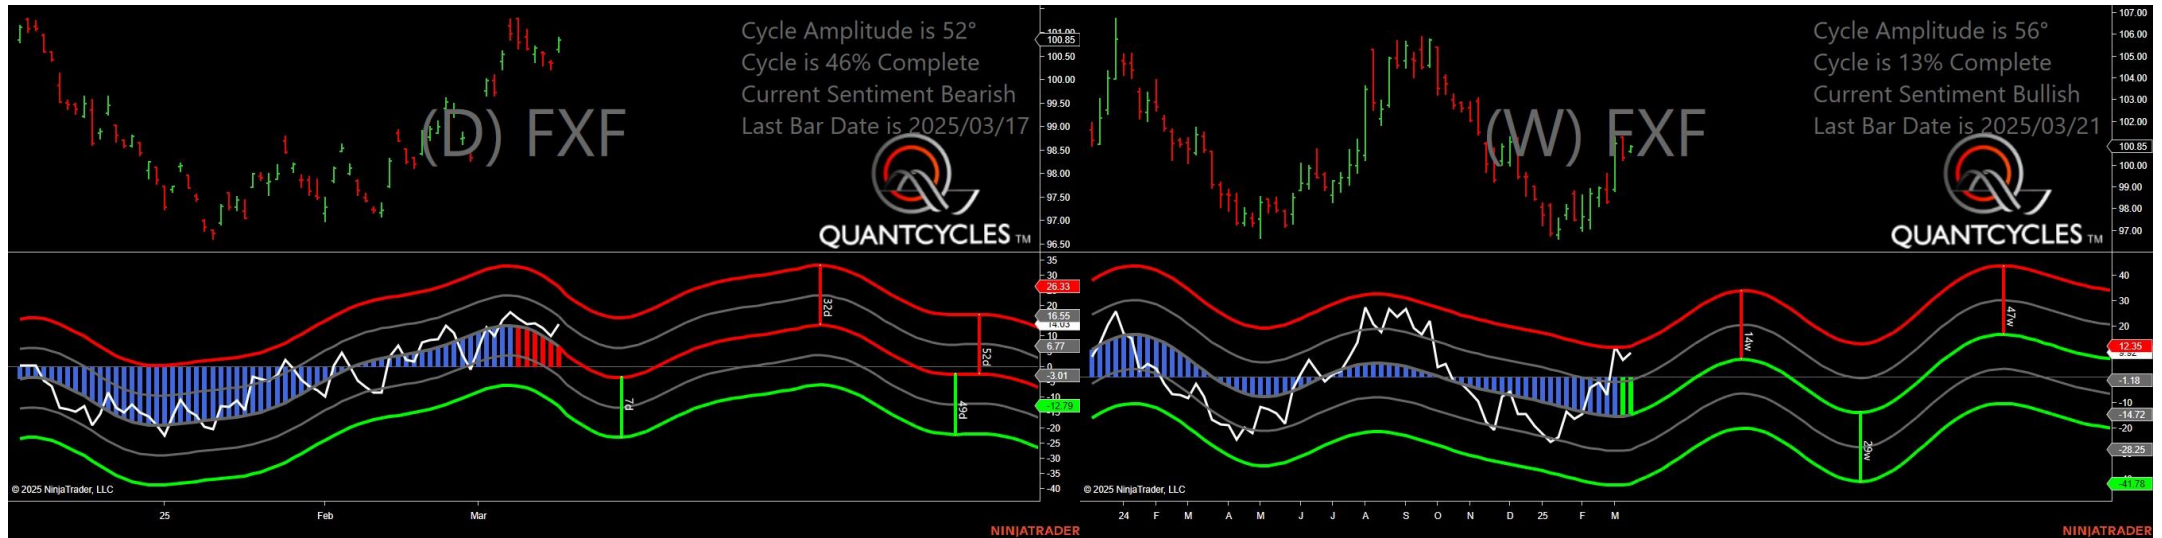 Cycle Amplitude is 52°
Cycle is 46% Complete
Current Sentiment Bearish
Last Bar Date is 2025/03/17
(D) FXF
QUANTCYCLES TM
101.00
100.85
100.50
100.00
99.50
99.00
98.50
98.00
97.50
97.00
96.50
35
30
26.33
20
16.55
14.03
10
6.77
0
-3.01
-5
-10
-12.79
-15
-20
-25
-30
-35
-40
32d
52d
7d
49d
© 2025 NinjaTrader, LLC
25
Feb
Mar
NINJATRADER
Cycle Amplitude is 56°
Cycle is 13% Complete
Current Sentiment Bullish
Last Bar Date is 2025/03/21
(W) FXF
QUANTCYCLES TM
107.00
106.00
105.00
104.00
103.00
102.00
100.85
100.00
99.00
98.00
97.00
40
30
20
12.35
9.92
-1.18
-10
-14.72
-20
-28.25
-41.78
14w
47w
29w
© 2025 NinjaTrader, LLC
24
F
M
A
M
J
J
A
S
O
N
D
25
F
M
NINJATRADER